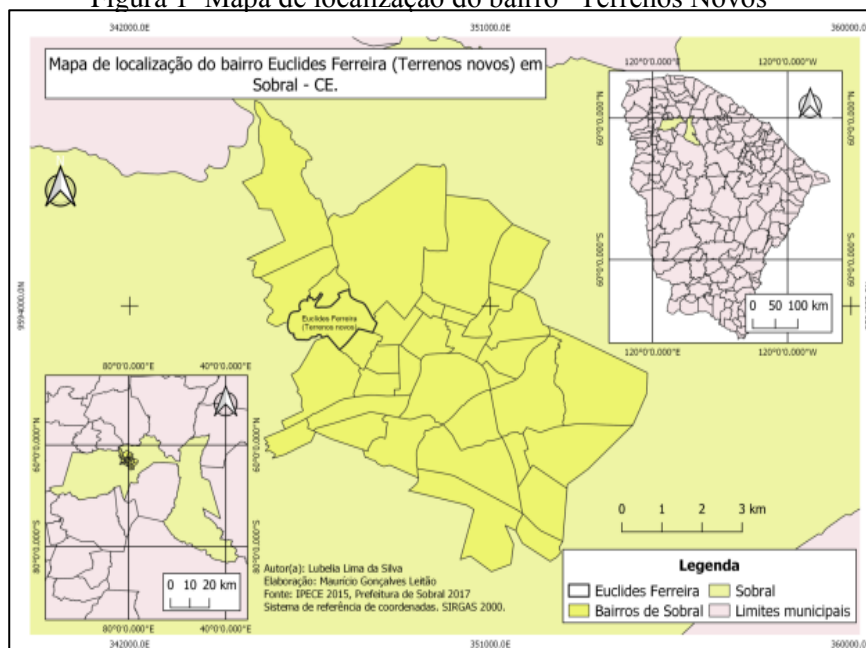 Figura 1- Mapa de localização do bairro "Terrenos Novos"
342000.0E 351000.0E 360000.0
Mapa de localização do bairro Euclides Ferreira (Terrenos novos) em
Sobral - CE.
120°0'0.000"E 120°0'0.000"W
0 50 100 km
120°0'0.000"E 120°0'0.000"W
Euclides Ferreira
(Terrenos novos)
80°0'0.000"E 40°0'0.000"E
0 10 20 km
80°0'0.000"E 40°0'0.000"E
0 1 2 3 km
Autor(a): Lubelia Lima da Silva
Elaboração: Maurício Gonçalves Leitão
Fonte: IPECE 2015, Prefeitura de Sobral 2017
Sistema de referência de coordenadas. SIRGAS 2000.
Legenda
Euclides Ferreira
Sobral
Bairros de Sobral
Limites municipais
342000.0E 351000.0E 360000.0